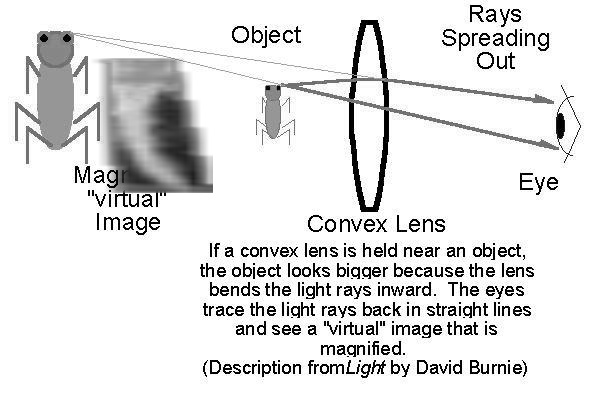 Object
Rays
Spreading
Out
"virtual"
Image
Eye
Convex Lens
If a convex lens is held near an object,
the object looks bigger because the lens
bends the light rays inward. The eyes
trace the light rays back in straight lines
and see a "virtual" image that is
magnified.
(Description from Light by David Burnie)